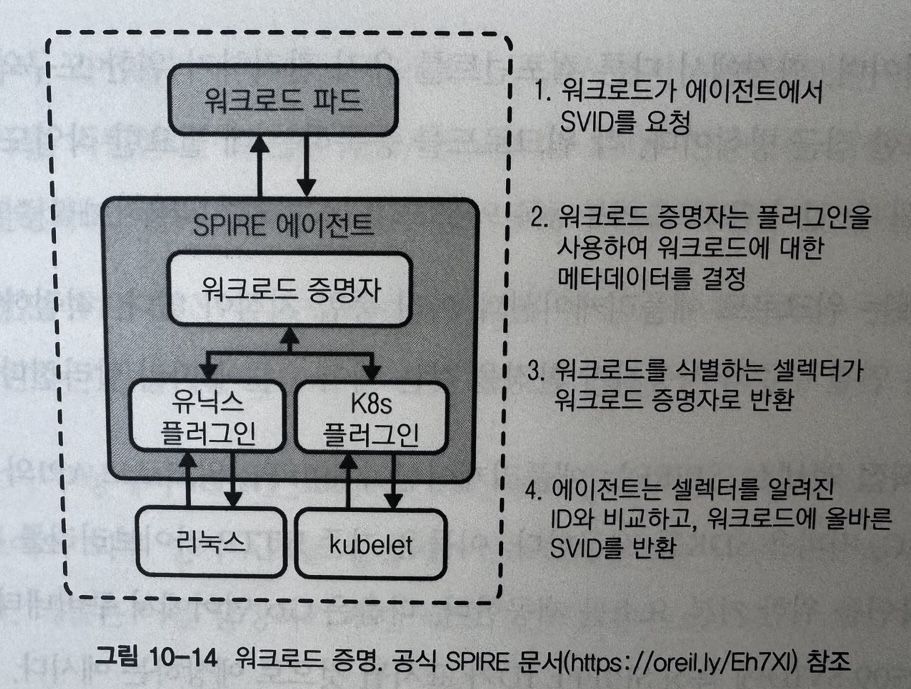 워크로드 파드
SPIRE 에이전트
워크로드 증명자
유닉스
플러그인
K8s
플러그인
리눅스
kubelet
1. 워크로드가 에이전트에서
SVID를 요청
2. 워크로드 증명자는 플러그인을
사용하여 워크로드에 대한
메타데이터를 결정
3. 워크로드를 식별하는 셀렉터가
워크로드 증명자로 반환
4. 에이전트는 셀렉터를 알려진
ID와 비교하고, 워크로드에 올바른
SVID를 반환
그림 10-14 워크로드 증명. 공식 SPIRE 문서(https://oreil.ly/Eh7XI) 참조